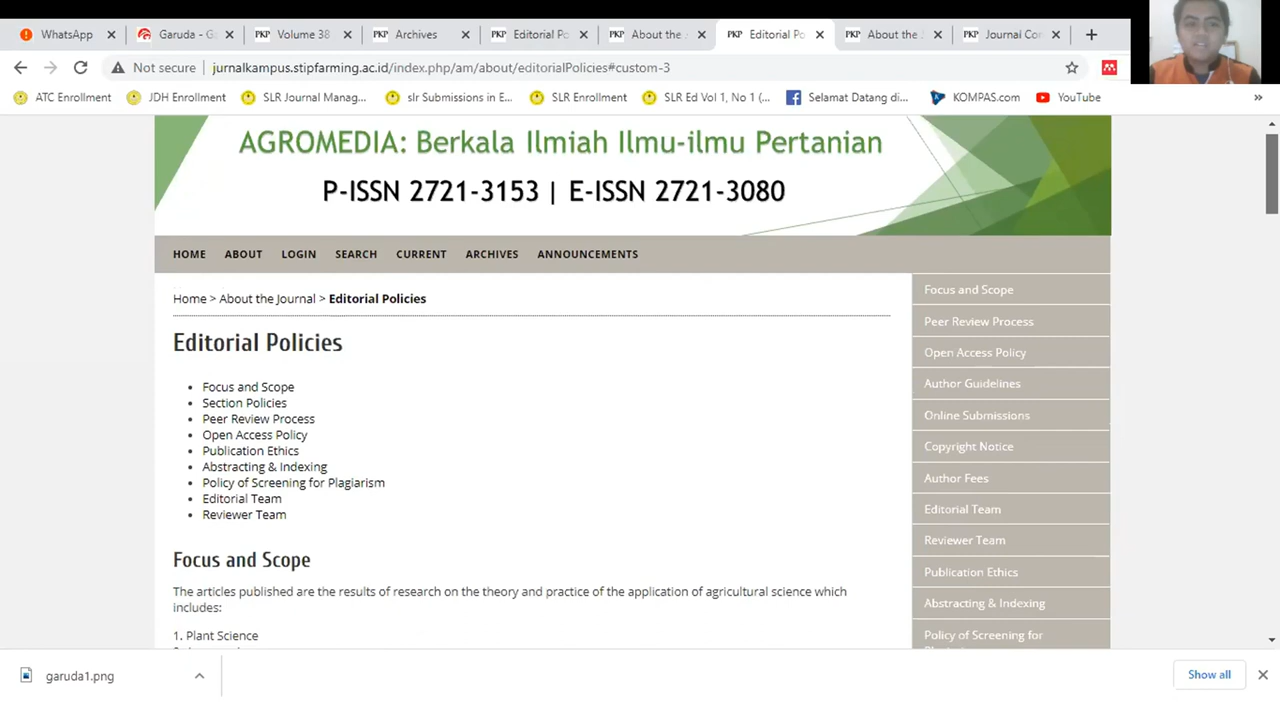 WhatsApp
Garuda - G
Volume 38
Archives
Editorial Po
About the
Editorial Po
About the J
Journal Co
Not secure
jurnalkampus.stipfarming.ac.id/index.php/am/about/editorialPolicies#custom-3
ATC Enrollment
JDH Enrollment
SLR Journal Manag...
slr Submissions in E...
SLR Enrollment
SLR Ed Vol 1, No 1 (...
Selamat Datang di...
KOMPAS.com
YouTube
»
AGROMEDIA: Berkala Ilmiah Ilmu-ilmu Pertanian
P-ISSN 2721-3153 | E-ISSN 2721-3080
HOME ABOUT LOGIN SEARCH CURRENT ARCHIVES ANNOUNCEMENTS
Home > About the Journal > Editorial Policies
Editorial Policies
• Focus and Scope
• Section Policies
• Peer Review Process
• Open Access Policy
• Publication Ethics
• Abstracting & Indexing
• Policy of Screening for Plagiarism
• Editorial Team
• Reviewer Team
Focus and Scope
The articles published are the results of research on the theory and practice of the application of agricultural science which
includes:
1. Plant Science
Focus and Scope
Peer Review Process
Open Access Policy
Author Guidelines
Online Submissions
Copyright Notice
Author Fees
Editorial Team
Reviewer Team
Publication Ethics
Abstracting & Indexing
Policy of Screening for
garuda1.png
Show all